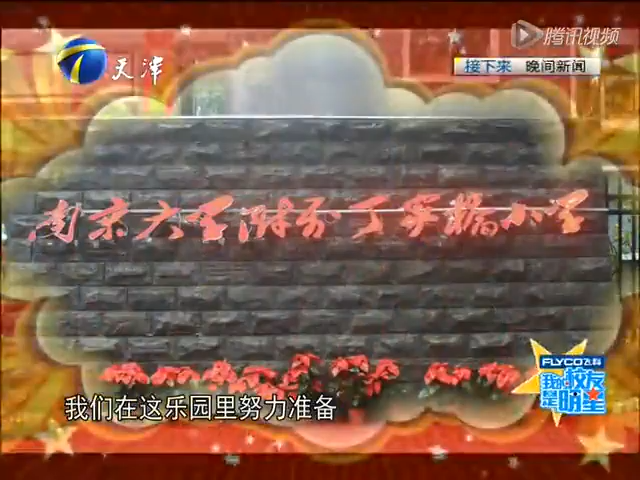 天津
腾讯视频
接下来 晚间新闻
南京大学附属丁家桥小学
FLYCO飞科
我的校友是明星
我们在这乐园里努力准备